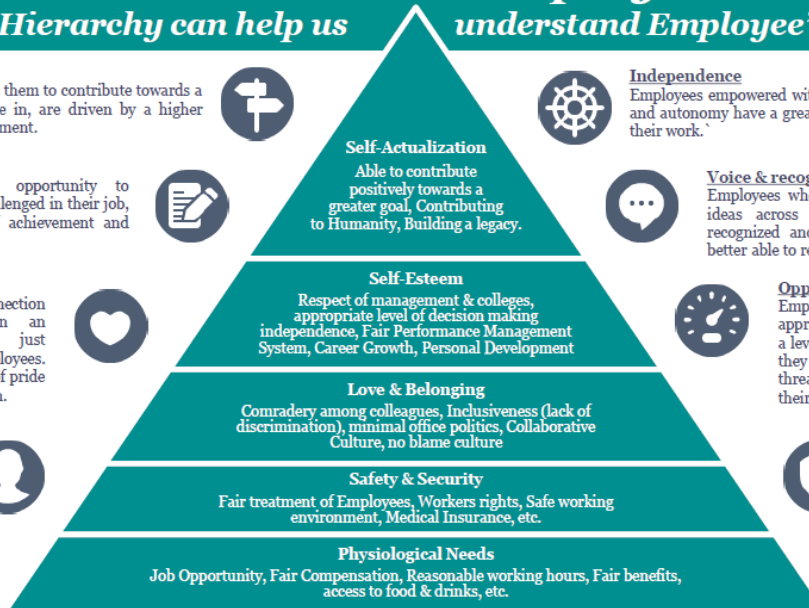 Hierarchy can help us
understand Employee
them to contribute towards a
e in, are driven by a higher
ment.
opportunity to
lenged in their job,
achievement and
nection
n an
just
loyees.
f pride
Self-Actualization
Able to contribute
positively towards a
greater goal, Contributing
to Humanity, Building a legacy.
Self-Esteem
Respect of management & colleges,
appropriate level of decision making
independence, Fair Performance Management
System, Career Growth, Personal Development
Love & Belonging
Comradery among colleagues, Inclusiveness (lack of
discrimination), minimal office politics, Collaborative
Culture, no blame culture
Safety & Security
Fair treatment of Employees, Workers rights, Safe working
environment, Medical Insurance, etc.
Physiological Needs
Job Opportunity, Fair Compensation, Reasonable working hours, Fair benefits,
access to food & drinks, etc.
Independence
Employees empowered wi
and autonomy have a grea
their work.`
Voice & recog
Employees wh
ideas across
recognized and
better able to r
Opp
Emp
appr
a lev
they
threa
their